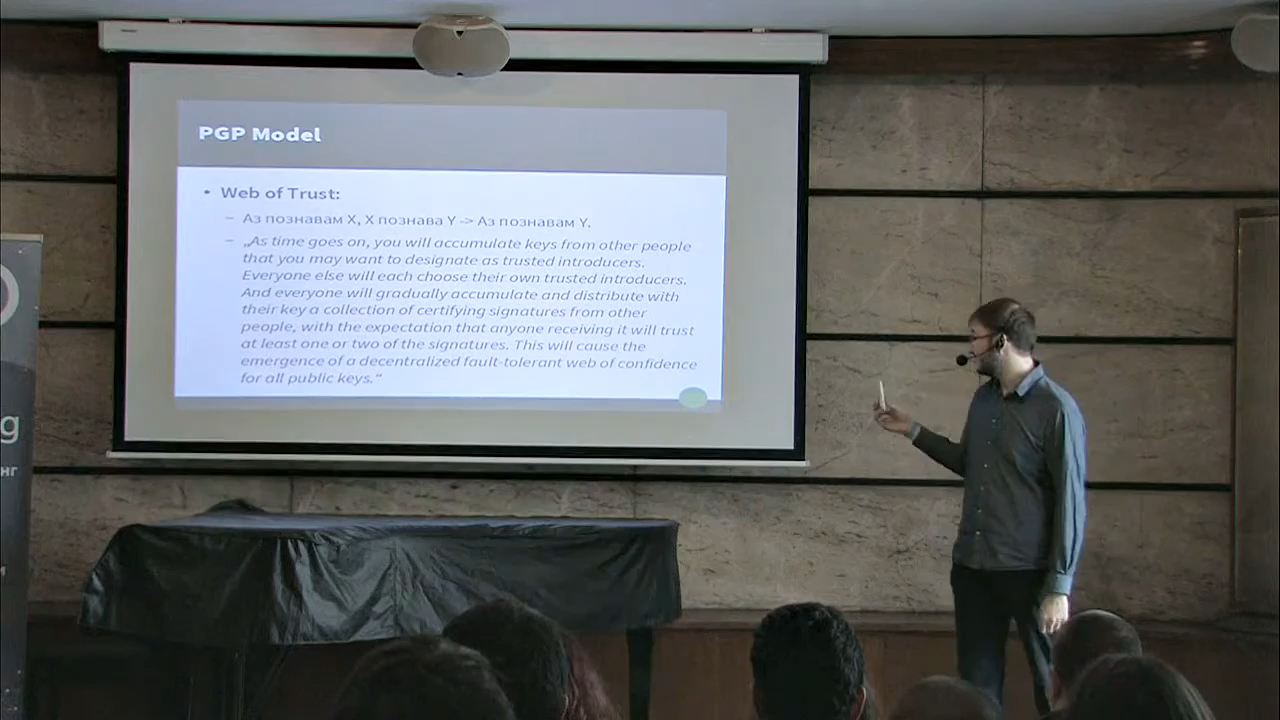 PGP Model
• Web of Trust:
– Аз познавам X, X познава Y -> Аз познавам Y.
– „As time goes on, you will accumulate keys from other people
that you may want to designate as trusted introducers.
Everyone else will each choose their own trusted introducers.
And everyone will gradually accumulate and distribute with
their key a collection of certifying signatures from other
people, with the expectation that anyone receiving it will trust
at least one or two of the signatures. This will cause the
emergence of a decentralized fault-tolerant web of confidence
for all public keys.“
g
нг